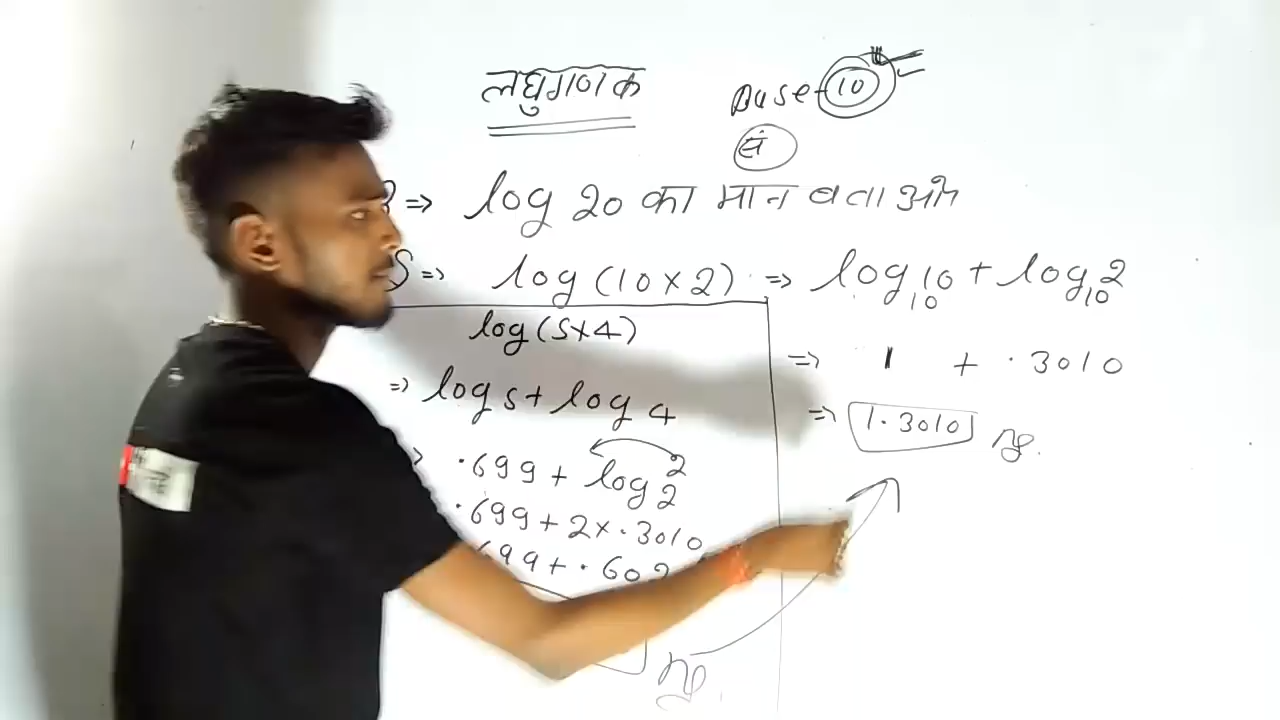 लघुगणक
Base-10
⇒ log 20 का मान बताओ
⇒ log (10×2) ⇒ log₁₀10 + log₁₀2
log (5×4)
⇒ 1 + .3010
⇒ log 5 + log 4
⇒ 1.3010
.699 + log 2²
.699 + 2×.3010
699 + .602